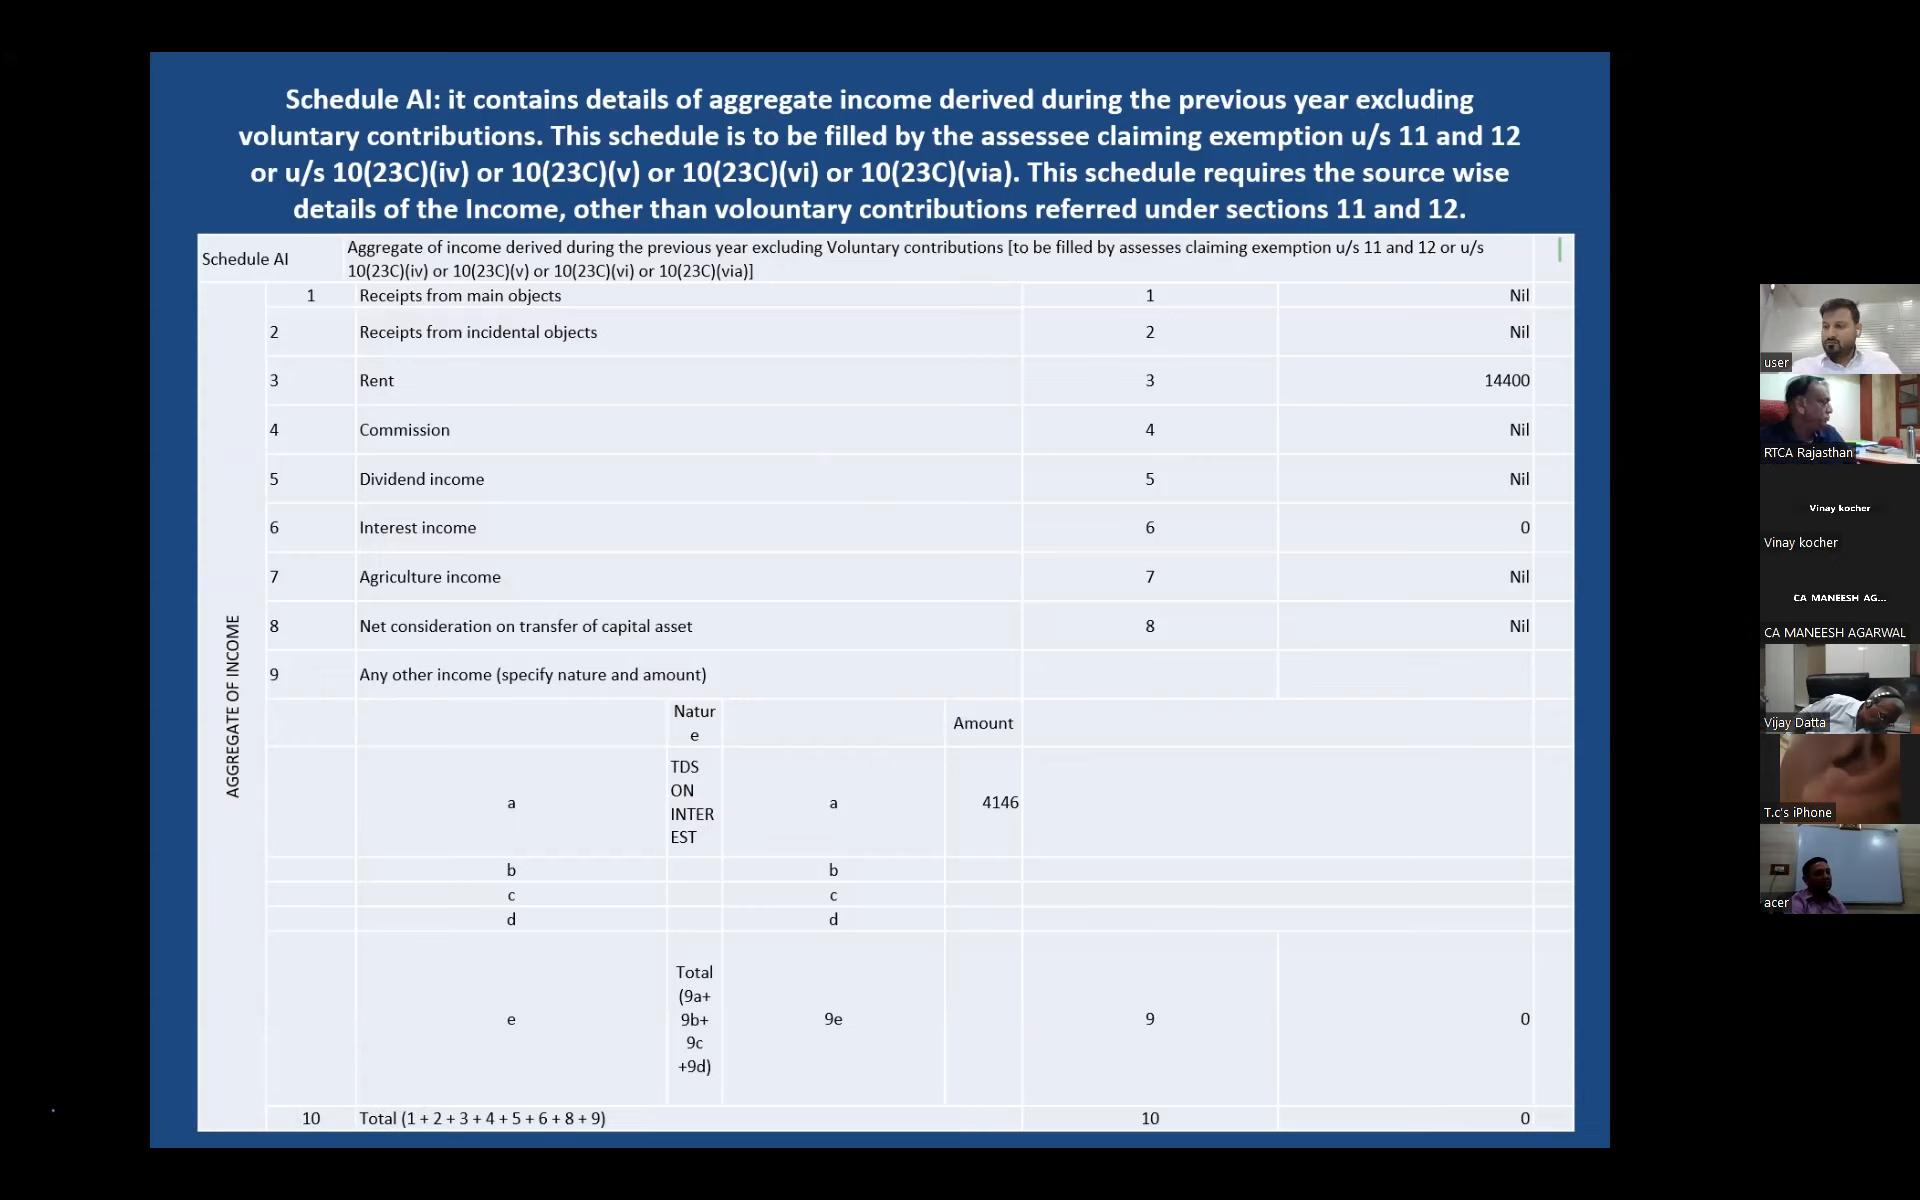 Schedule AI: it contains details of aggregate income derived during the previous year excluding
voluntary contributions. This schedule is to be filled by the assessee claiming exemption u/s 11 and 12
or u/s 10(23C)(iv) or 10(23C)(v) or 10(23C)(vi) or 10(23C)(via). This schedule requires the source wise
details of the Income, other than volountary contributions referred under sections 11 and 12.
Schedule AI
Aggregate of income derived during the previous year excluding Voluntary contributions [to be filled by assesses claiming exemption u/s 11 and 12 or u/s
10(23C)(iv) or 10(23C)(v) or 10(23C)(vi) or 10(23C)(via)]
AGGREGATE OF INCOME
1 Receipts from main objects 1 Nil
2 Receipts from incidental objects 2 Nil
3 Rent 3 14400
4 Commission 4 Nil
5 Dividend income 5 Nil
6 Interest income 6 0
7 Agriculture income 7 Nil
8 Net consideration on transfer of capital asset 8 Nil
9 Any other income (specify nature and amount)
Natur
e
Amount
a
TDS
ON
INTER
EST
a 4146
b b
c c
d d
e
Total
(9a+
9b+
9c
+9d)
9e 9 0
10 Total (1 + 2 + 3 + 4 + 5 + 6 + 8 + 9) 10 0
user
RTCA Rajasthan
Vinay kocher
Vinay kocher
CA MANEESH AG...
CA MANEESH AGARWAL
Vijay Datta
T.c's iPhone
acer